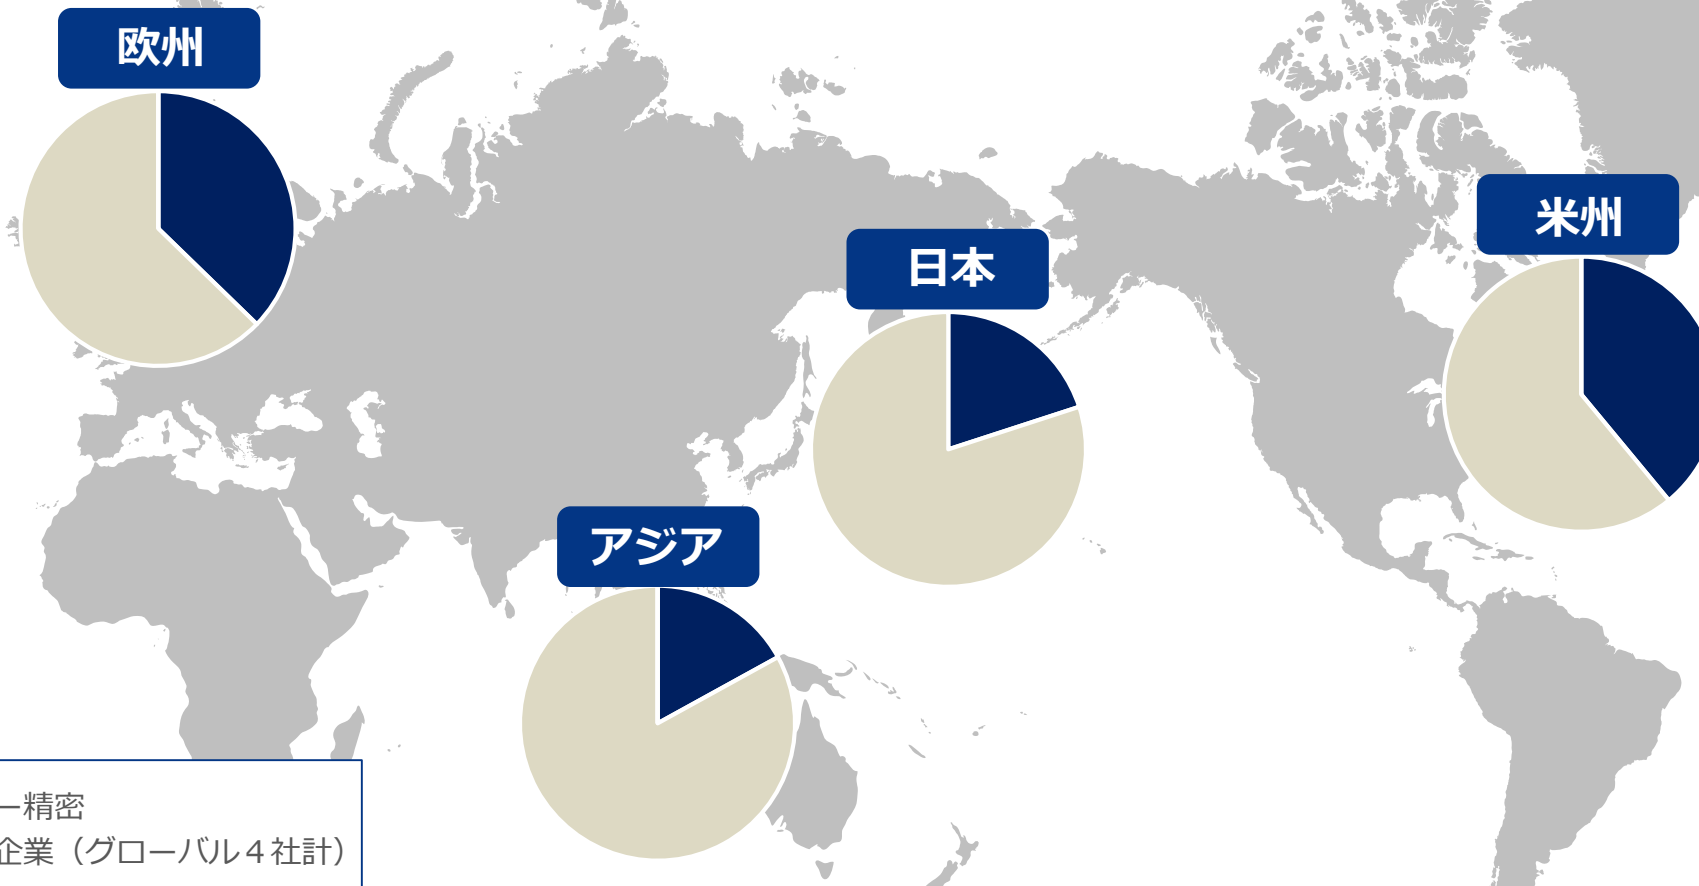 欧州
米州
日本
アジア
ー精密
企業（グローバル４社計）